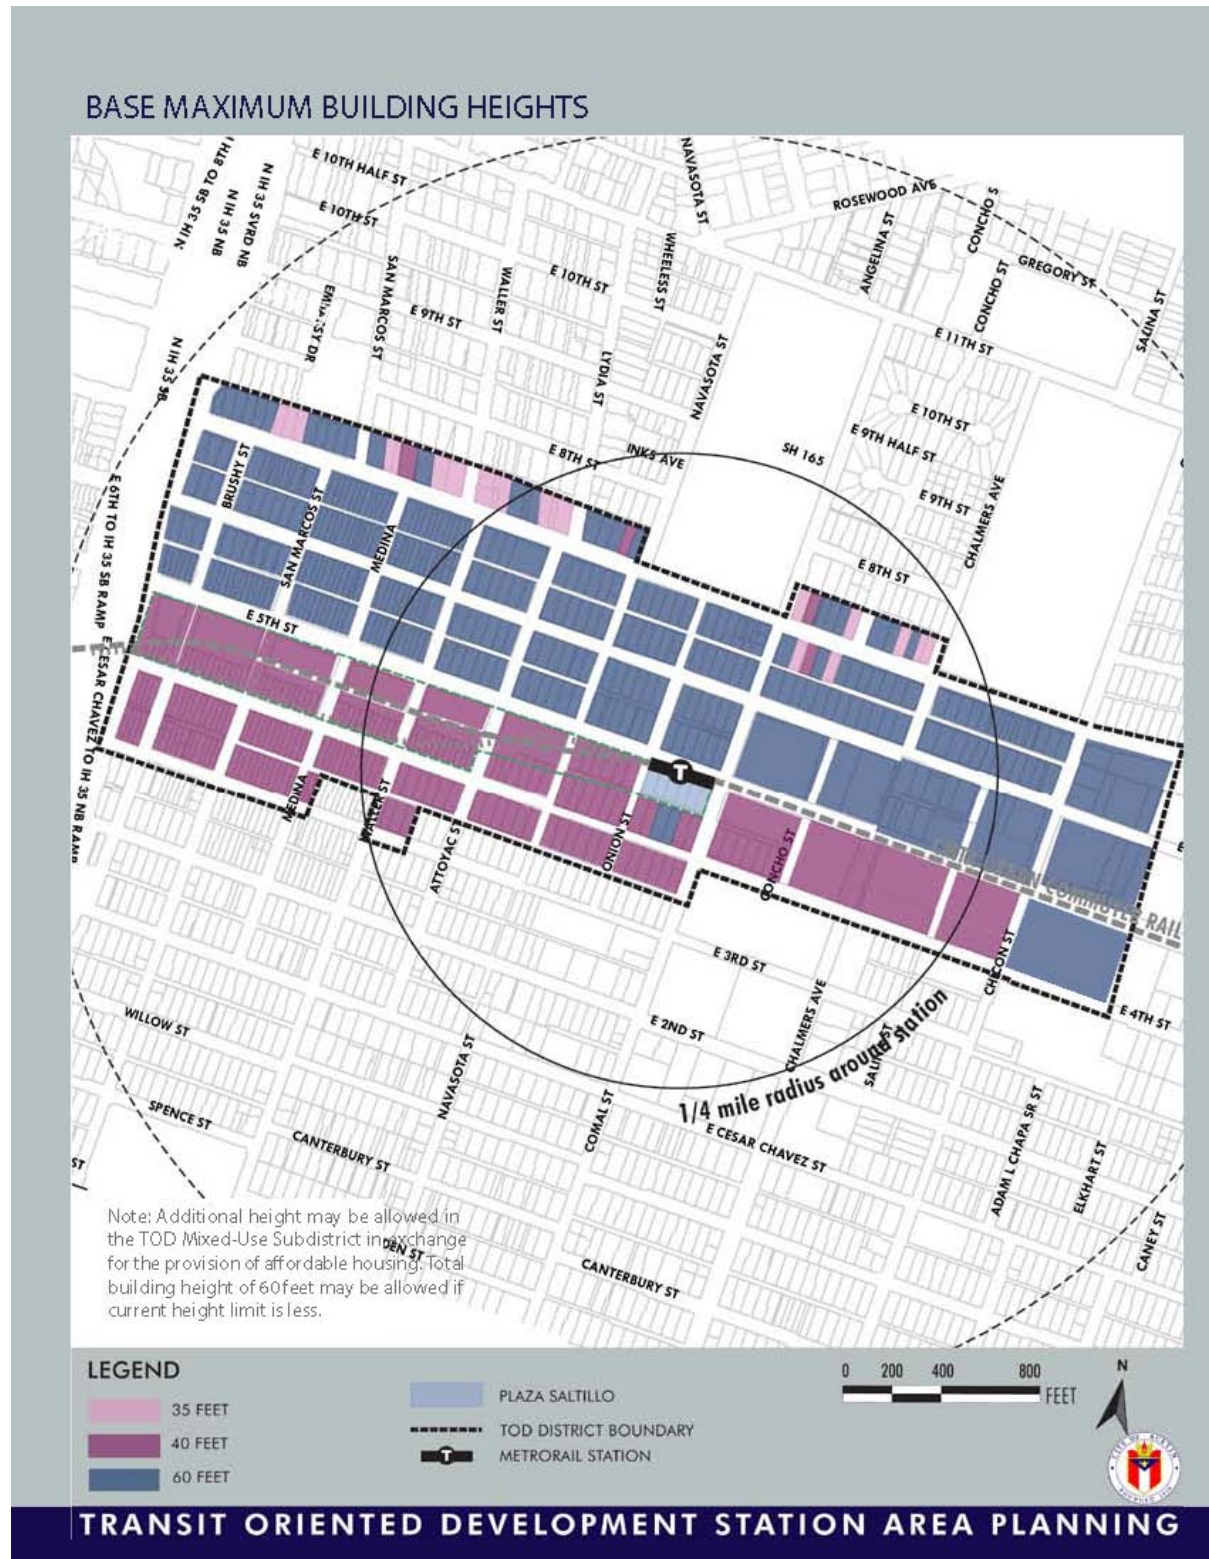 BASE MAXIMUM BUILDING HEIGHTS
N IH 35 SB TO 8TH
N IH 35 NB
N IH 35 SVRD NB
E 10TH HALF ST
E 10TH ST
NAVASOTA ST
ROSEWOOD AVE
CONCHO S
ANGELINA ST
WHEELESS ST
SAN MARCOS ST
WALLER ST
E 10TH ST
E 9TH ST
GREGORY ST
CONCHO ST
SALINA ST
E 11TH ST
N IH 35 SB
LYDIA ST
NAVASOTA ST
E 10TH ST
E 9TH HALF ST
E 8TH ST
INKS AVE
SH 165
E 9TH ST
CHALMERS AVE
E 8TH ST
BRUSHY ST
SAN MARCOS ST
MEDINA
E 6TH TO IH 35 SB RAMP
E 5TH ST
E CESAR CHAVEZ TO IH 35 NB RAMP
T
MEDINA
WALLER ST
ATTOYAC S
ONION ST
CONCHO ST
COMMUTER RAIL
CHICON ST
E 3RD ST
E 4TH ST
WILLOW ST
E 2ND ST
CHALMERS AVE
1/4 mile radius around station
NAVASOTA ST
COMAL ST
SPENCE ST
CANTERBURY ST
E CESAR CHAVEZ ST
ADAM L CHAPA SR ST
ELKHART ST
CANEY ST
ST
CANTERBURY ST
DEN ST
Note: Additional height may be allowed in
the TOD Mixed-Use Subdistrict in exchange
for the provision of affordable housing. Total
building height of 60 feet may be allowed if
current height limit is less.
LEGEND
35 FEET
40 FEET
60 FEET
PLAZA SALTILLO
TOD DISTRICT BOUNDARY
T METRORAIL STATION
0 200 400 800
FEET
N
TRANSIT ORIENTED DEVELOPMENT STATION AREA PLANNING